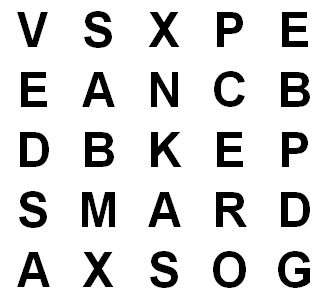 V S X P E
E A N C B
D B K E P
S M A R D
A X S O G